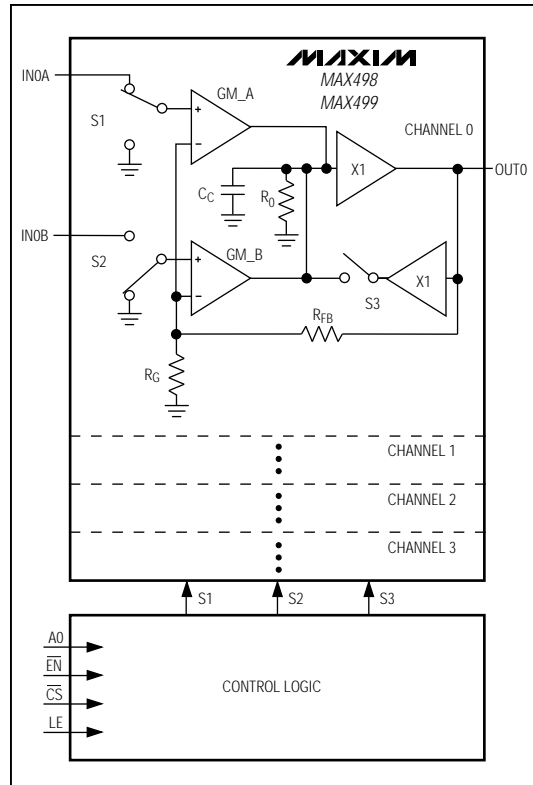 MAXIM
MAX498
MAX499
IN0A
GM_A
S1
CHANNEL 0
X1
OUT0
CC
R0
IN0B
S2
GM_B
S3
X1
RFB
RG
CHANNEL 1
CHANNEL 2
CHANNEL 3
S1 S2 S3
A0
EN
CS
LE
CONTROL LOGIC